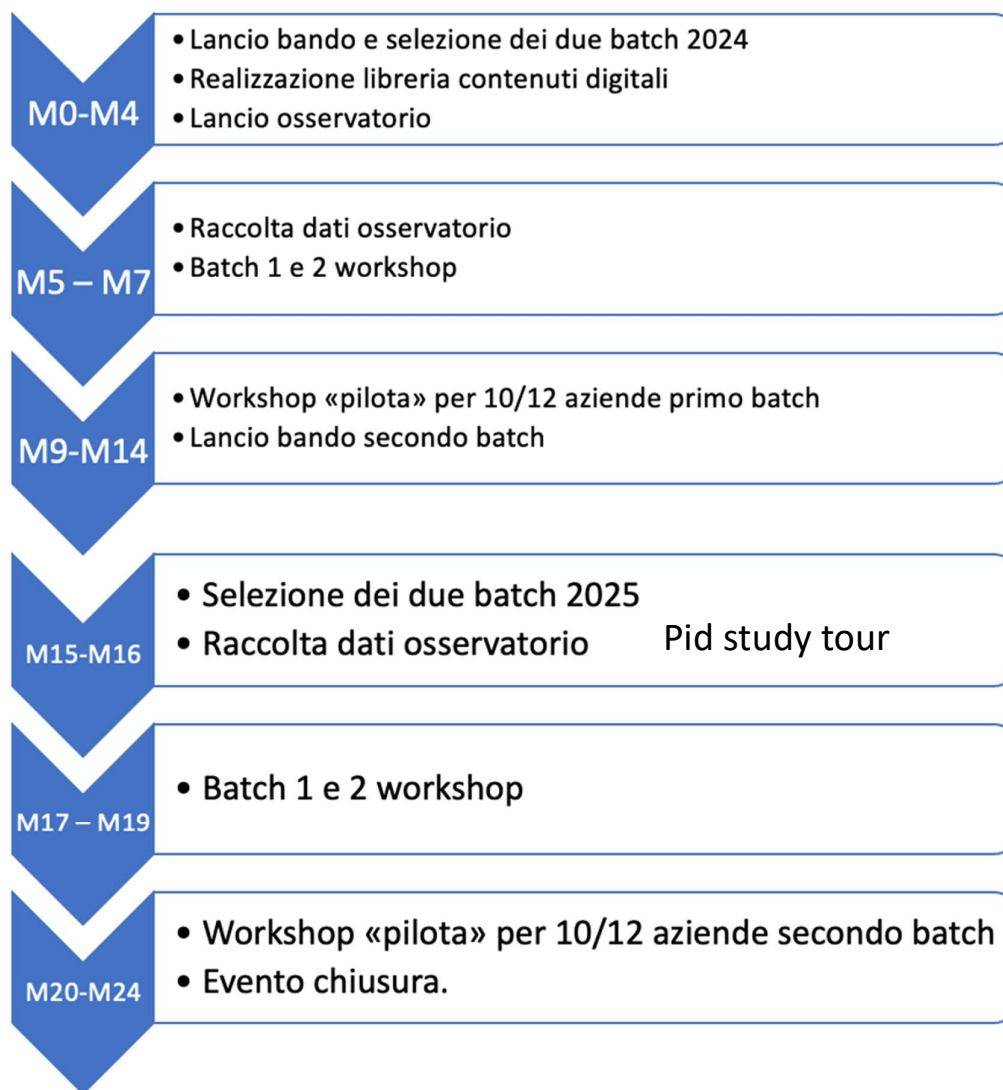 M0-M4
• Lancio bando e selezione dei due batch 2024
• Realizzazione libreria contenuti digitali
• Lancio osservatorio
M5 – M7
• Raccolta dati osservatorio
• Batch 1 e 2 workshop
M9-M14
• Workshop «pilota» per 10/12 aziende primo batch
• Lancio bando secondo batch
M15-M16
• Selezione dei due batch 2025
• Raccolta dati osservatorio Pid study tour
M17 – M19
• Batch 1 e 2 workshop
M20-M24
• Workshop «pilota» per 10/12 aziende secondo batch
• Evento chiusura.